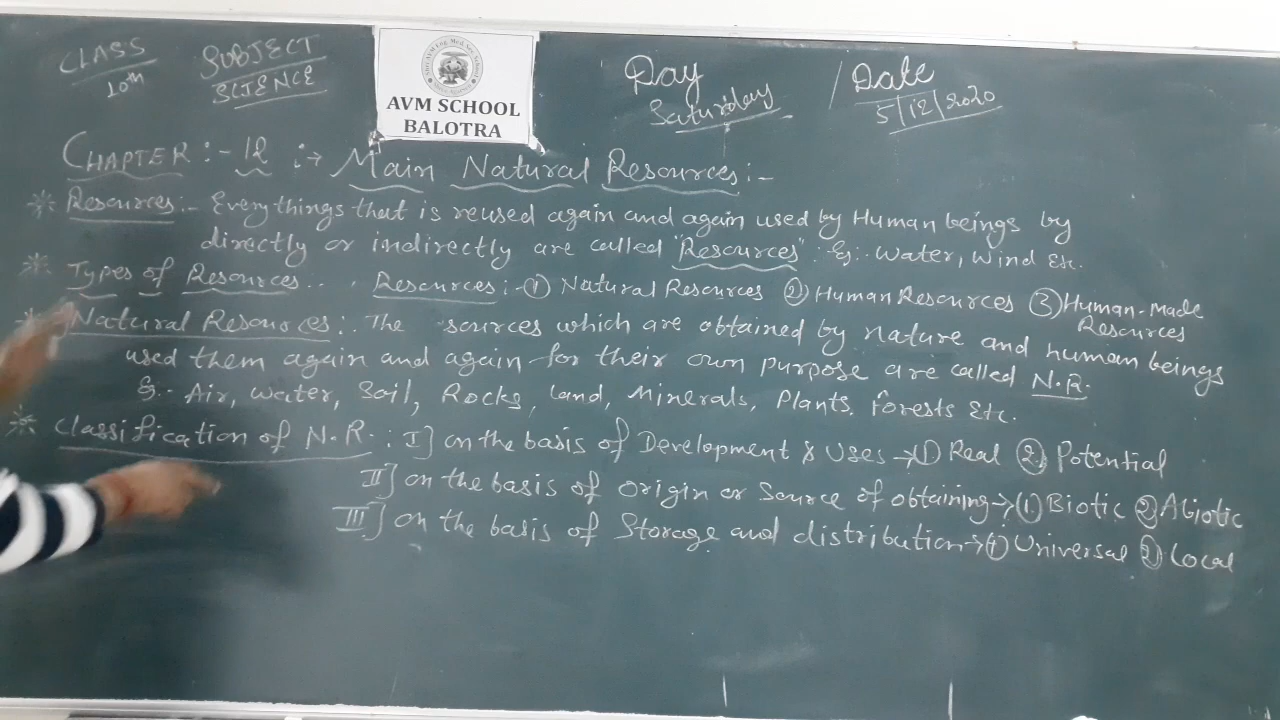 CLASS
10th
SUBJECT
SCIENCE
AVM SCHOOL
BALOTRA
Day
Saturday
/ Date
5/12/2020
CHAPTER :- 12 :→ Main Natural Resources:-
* Resources:- Everythings that is reused again and again used by Human beings by
directly or indirectly are called "Resources". Eg:- Water, Wind Etc.
* Types of Resources.. . Resources:- ① Natural Resources ② Human Resources ③ Human-made
Resources
* Natural Resources:. The sources which are obtained by nature and human beings
used them again and again for their own purpose are called N.R.
Eg:- Air, Water, Soil, Rocks, Land, Minerals, Plants, Forests Etc.
* Classification of N.R. : I] on the basis of Development & Uses → ① Real ② Potential
II] on the basis of origin or Source of obtaining → ① Biotic ② Abiotic
III] on the basis of Storage and distribution → ① Universal ② Local